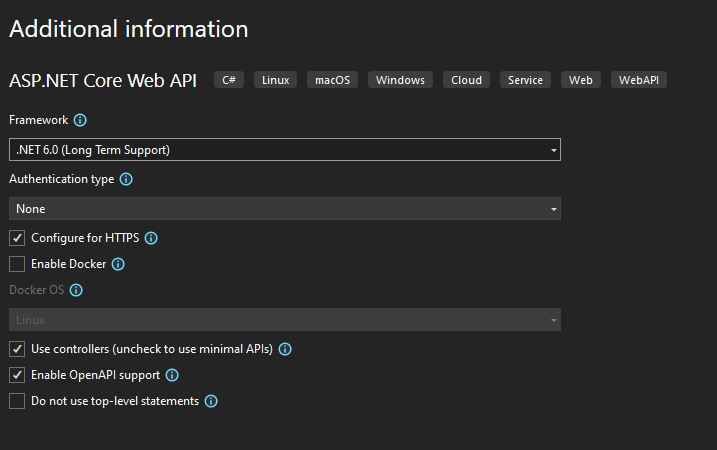 Additional information
ASP.NET Core Web API C# Linux macOS Windows Cloud Service Web WebAPI
Framework
.NET 6.0 (Long Term Support)
Authentication type
None
Configure for HTTPS
Enable Docker
Docker OS
Linux
Use controllers (uncheck to use minimal APIs)
Enable OpenAPI support
Do not use top-level statements